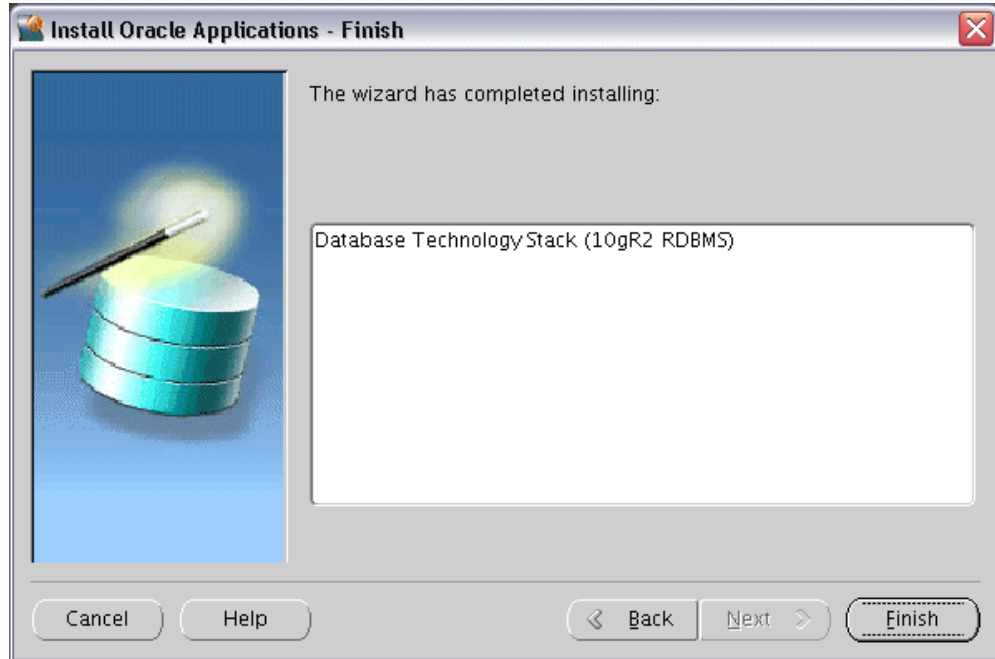 Install Oracle Applications - Finish
The wizard has completed installing:
Database Technology Stack (10gR2 RDBMS)
Cancel
Help
Back
Next
Finish